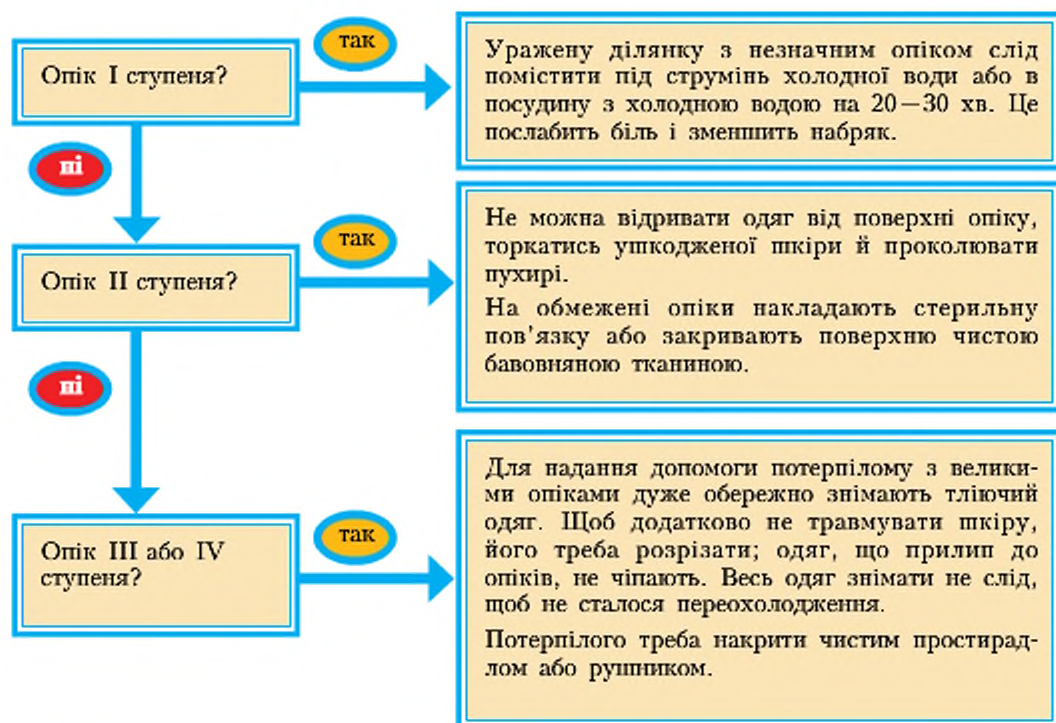 Опік I ступеня?
так
Уражену ділянку з незначним опіком слід
помістити під струмінь холодної води або в
посудину з холодною водою на 20—30 хв. Це
послабить біль і зменшить набряк.
ні
Опік II ступеня?
так
Не можна відривати одяг від поверхні опіку,
торкатись ушкодженої шкіри й проколювати
пухирі.
На обмежені опіки накладають стерильну
пов’язку або закривають поверхню чистою
бавовняною тканиною.
ні
Опік III або IV
ступеня?
так
Для надання допомоги потерпілому з велики-
ми опіками дуже обережно знімають тліючий
одяг. Щоб додатково не травмувати шкіру,
його треба розрізати; одяг, що прилип до
опіків, не чіпають. Весь одяг знімати не слід,
щоб не сталося переохолодження.
Потерпілого треба накрити чистим простирад-
лом або рушником.